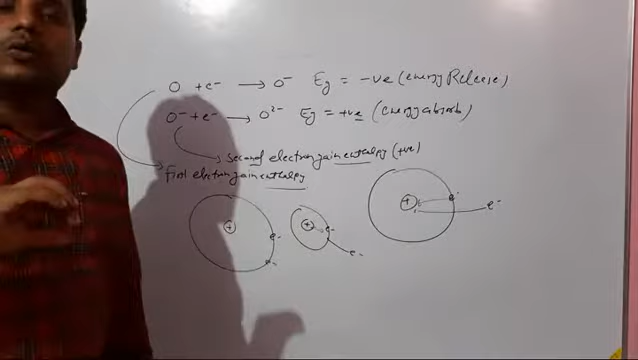 O + e⁻ → O⁻ Eg = -ve (energy Release)
O⁻ + e⁻ → O²⁻ Eg = +ve (energy absorb)
Second electron gain enthalpy (+ve)
First electron gain enthalpy
+ e⁻ e⁻
+ e⁻ e⁻
+ e⁻ e⁻